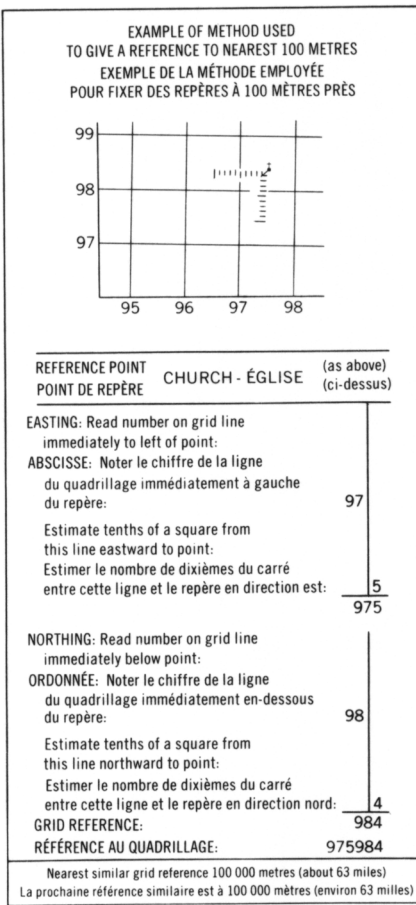 EXAMPLE OF METHOD USED
TO GIVE A REFERENCE TO NEAREST 100 METRES
EXEMPLE DE LA MÉTHODE EMPLOYÉE
POUR FIXER DES REPÈRES À 100 MÈTRES PRÈS
99
98
97
95 96 97 98
REFERENCE POINT
POINT DE REPÈRE
CHURCH - ÉGLISE
(as above)
(ci-dessus)
EASTING: Read number on grid line
immediately to left of point:
ABSCISSE: Noter le chiffre de la ligne
du quadrillage immédiatement à gauche
du repère: 97
Estimate tenths of a square from
this line eastward to point:
Estimer le nombre de dixièmes du carré
entre cette ligne et le repère en direction est: 5
975
NORTHING: Read number on grid line
immediately below point:
ORDONNÉE: Noter le chiffre de la ligne
du quadrillage immédiatement en-dessous
du repère: 98
Estimate tenths of a square from
this line northward to point:
Estimer le nombre de dixièmes du carré
entre cette ligne et le repère en direction nord: 4
GRID REFERENCE: 984
RÉFÉRENCE AU QUADRILLAGE: 975984
Nearest similar grid reference 100 000 metres (about 63 miles)
La prochaine référence similaire est à 100 000 mètres (environ 63 milles)